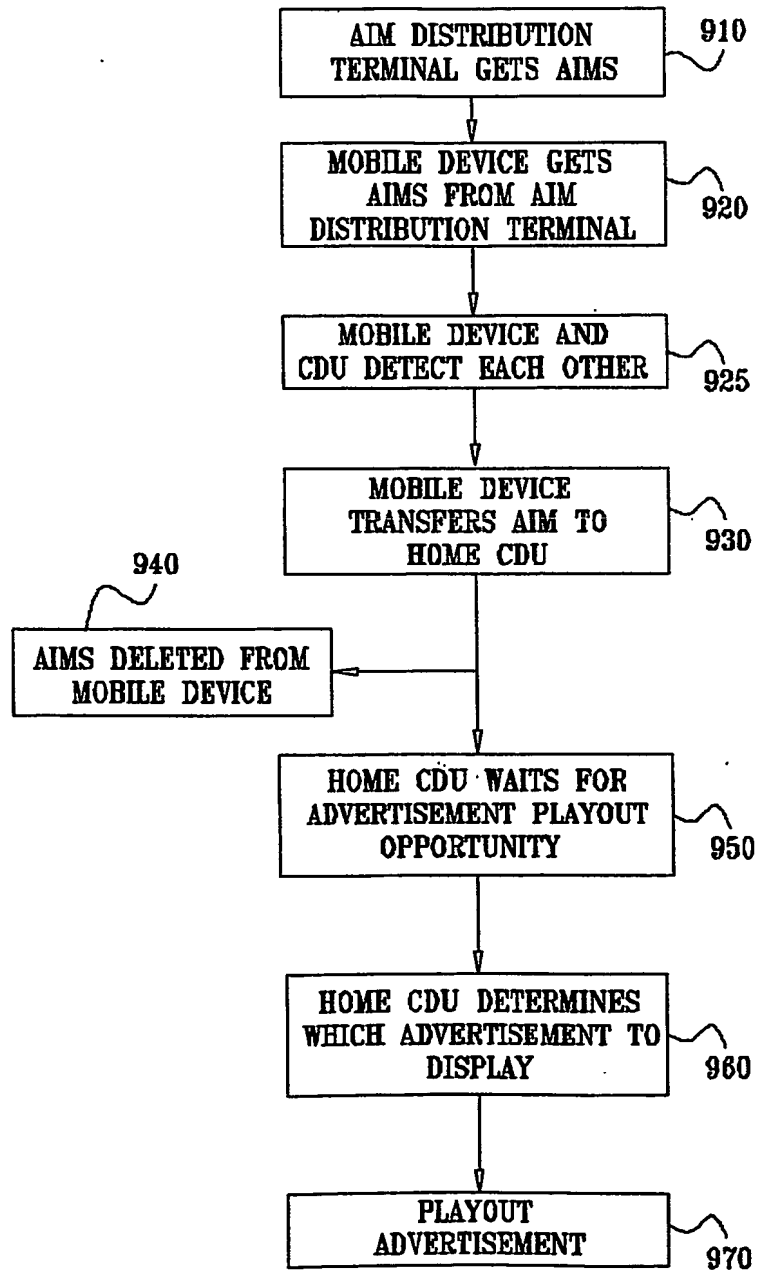 AIM DISTRIBUTION
TERMINAL GETS AIMS
910
MOBILE DEVICE GETS
AIMS FROM AIM
DISTRIBUTION TERMINAL
920
MOBILE DEVICE AND
CDU DETECT EACH OTHER
925
MOBILE DEVICE
TRANSFERS AIM TO
HOME CDU
930
940
AIMS DELETED FROM
MOBILE DEVICE
HOME CDU WAITS FOR
ADVERTISEMENT PLAYOUT
OPPORTUNITY
950
HOME CDU DETERMINES
WHICH ADVERTISEMENT TO
DISPLAY
960
PLAYOUT
ADVERTISEMENT
970